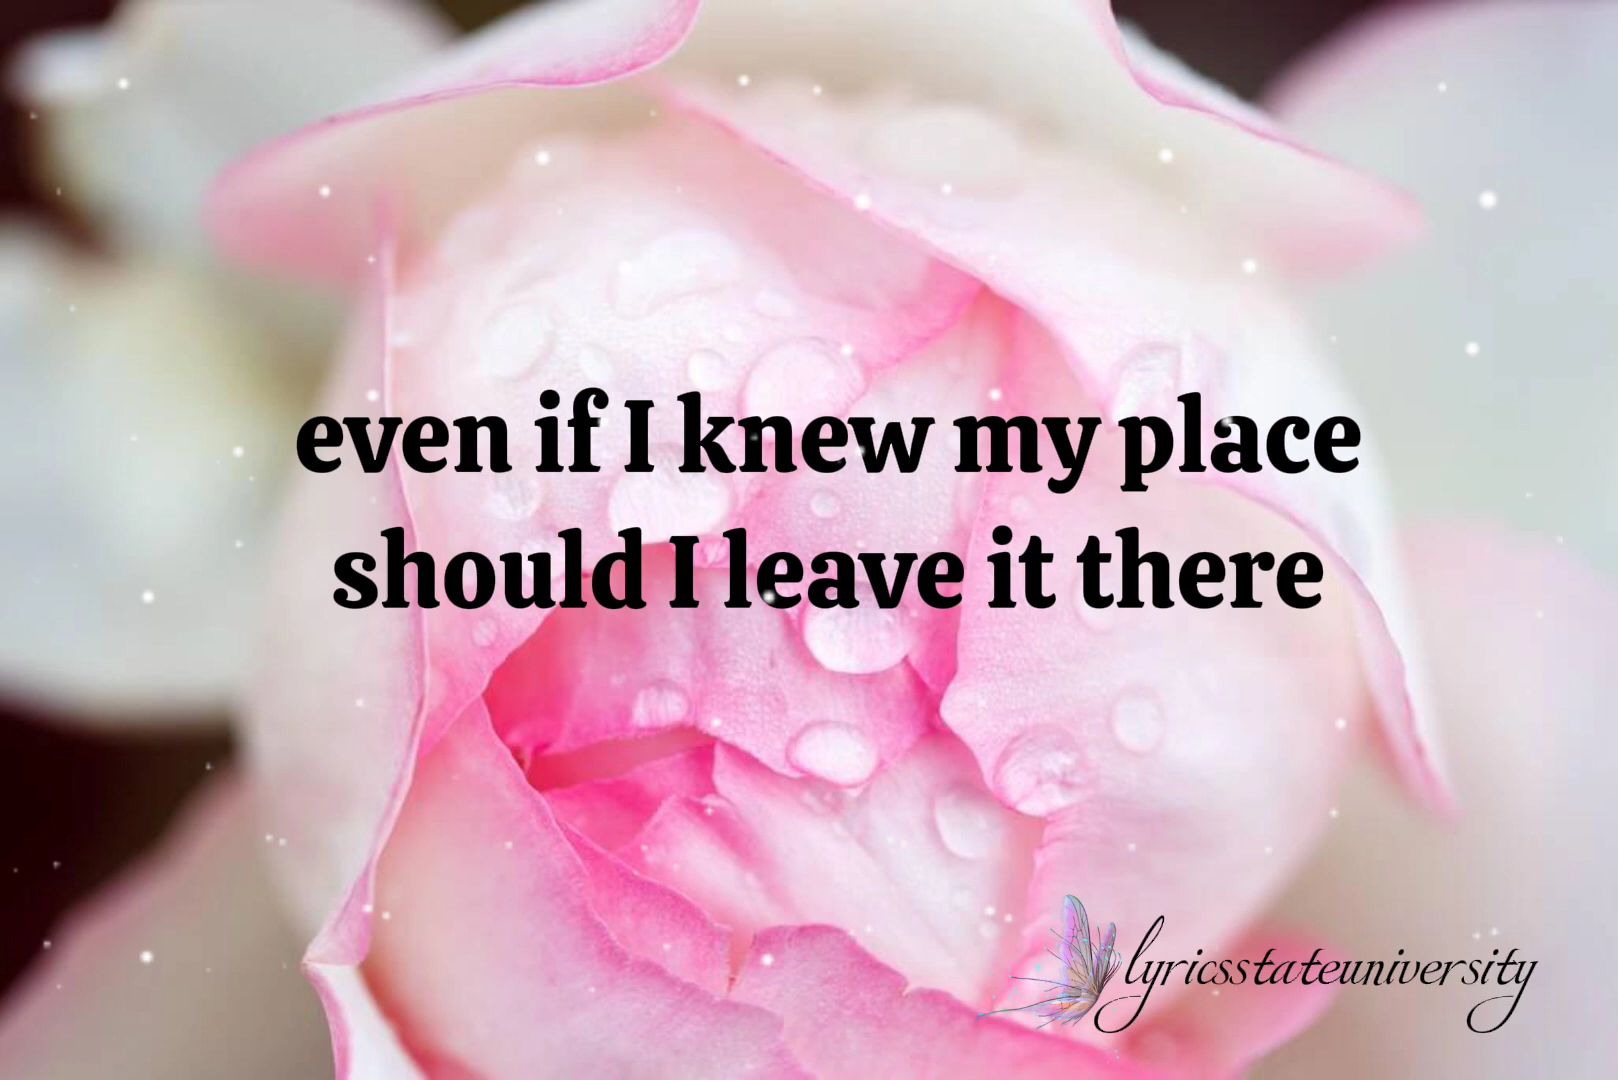 even if I knew my place
should I leave it there
lyricsstateuniversity